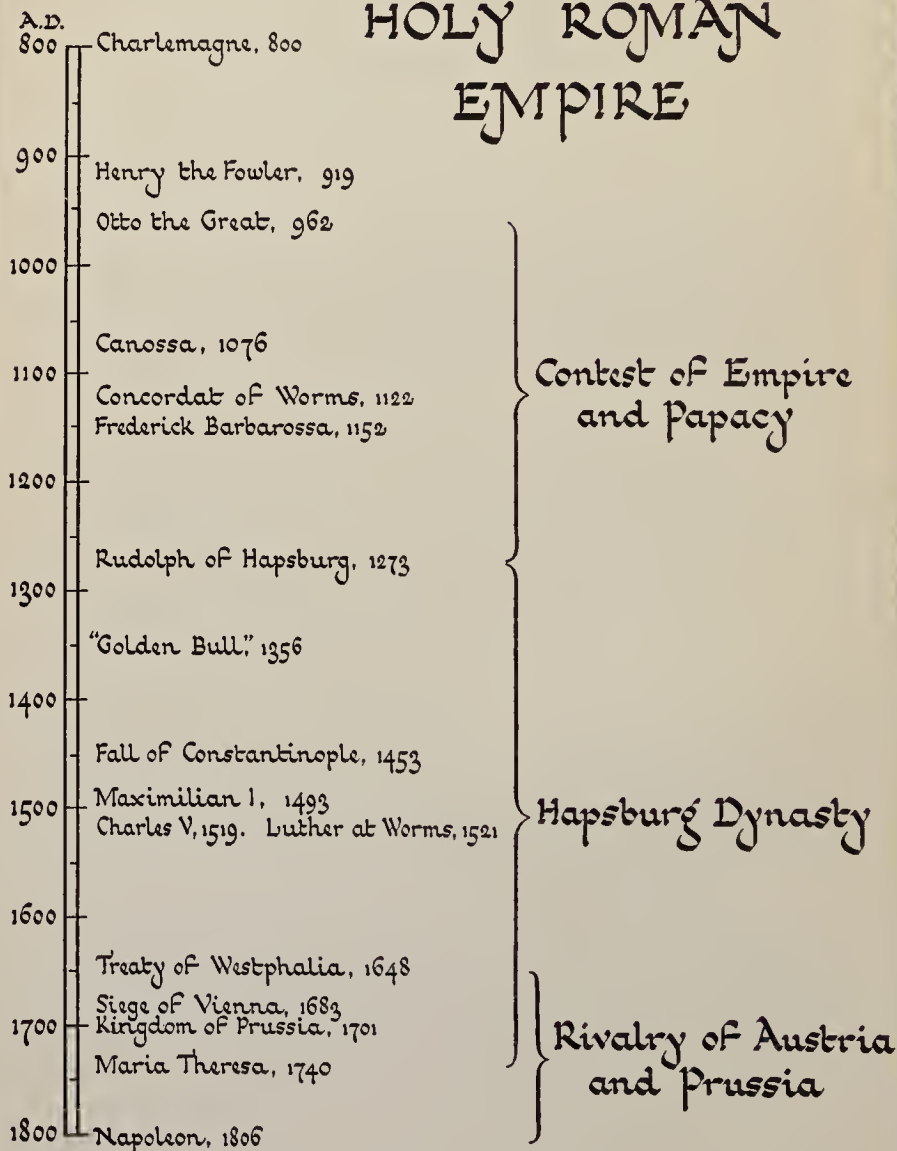 HOLY ROMAN
EMPIRE
A.D.
800 Charlemagne, 800
900
Henry the Fowler, 919
Otto the Great, 962
1000
Canossa, 1076
1100
Concordat of Worms, 1122
Frederick Barbarossa, 1152
Contest of Empire
and Papacy
1200
Rudolph of Hapsburg, 1273
1300
"Golden Bull," 1356
1400
Fall of Constantinople, 1453
Maximilian I, 1493
1500
Charles V, 1519. Luther at Worms, 1521
Hapsburg Dynasty
1600
Treaty of Westphalia, 1648
Siege of Vienna, 1683
1700 Kingdom of Prussia, 1701
Maria Theresa, 1740
Rivalry of Austria
and Prussia
1800 Napoleon, 1806